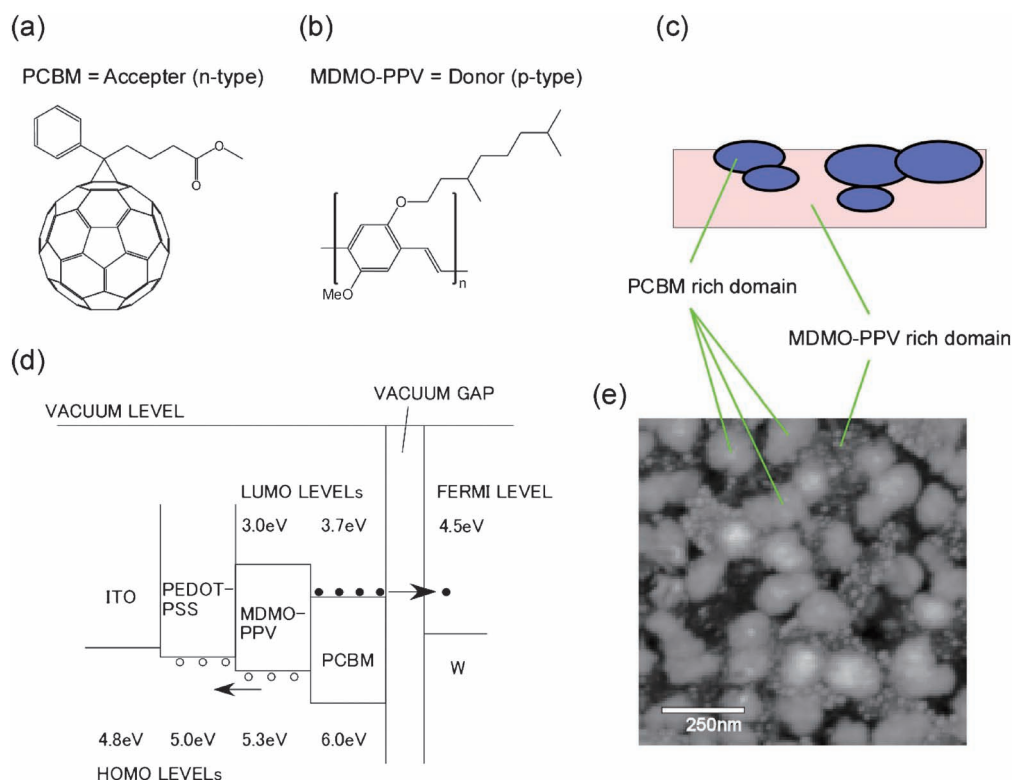 (a)
PCBM = Accepter (n-type)
O
O
(b)
MDMO-PPV = Donor (p-type)
O
MeO
n
(c)
PCBM rich domain
MDMO-PPV rich domain
(d)
VACUUM LEVEL
VACUUM GAP
LUMO LEVELs
FERMI LEVEL
3.0eV
3.7eV
4.5eV
ITO
PEDOT-
PSS
MDMO-
PPV
PCBM
W
4.8eV
5.0eV
5.3eV
6.0eV
HOMO LEVELs
(e)
250nm